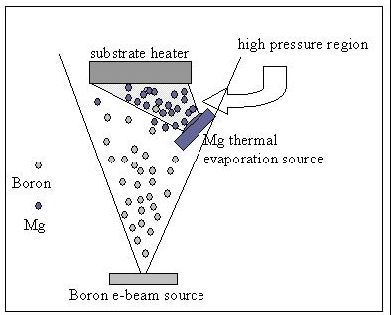 substrate heater
high pressure region
Mg thermal
evaporation source
Boron
Mg
Boron e-beam source